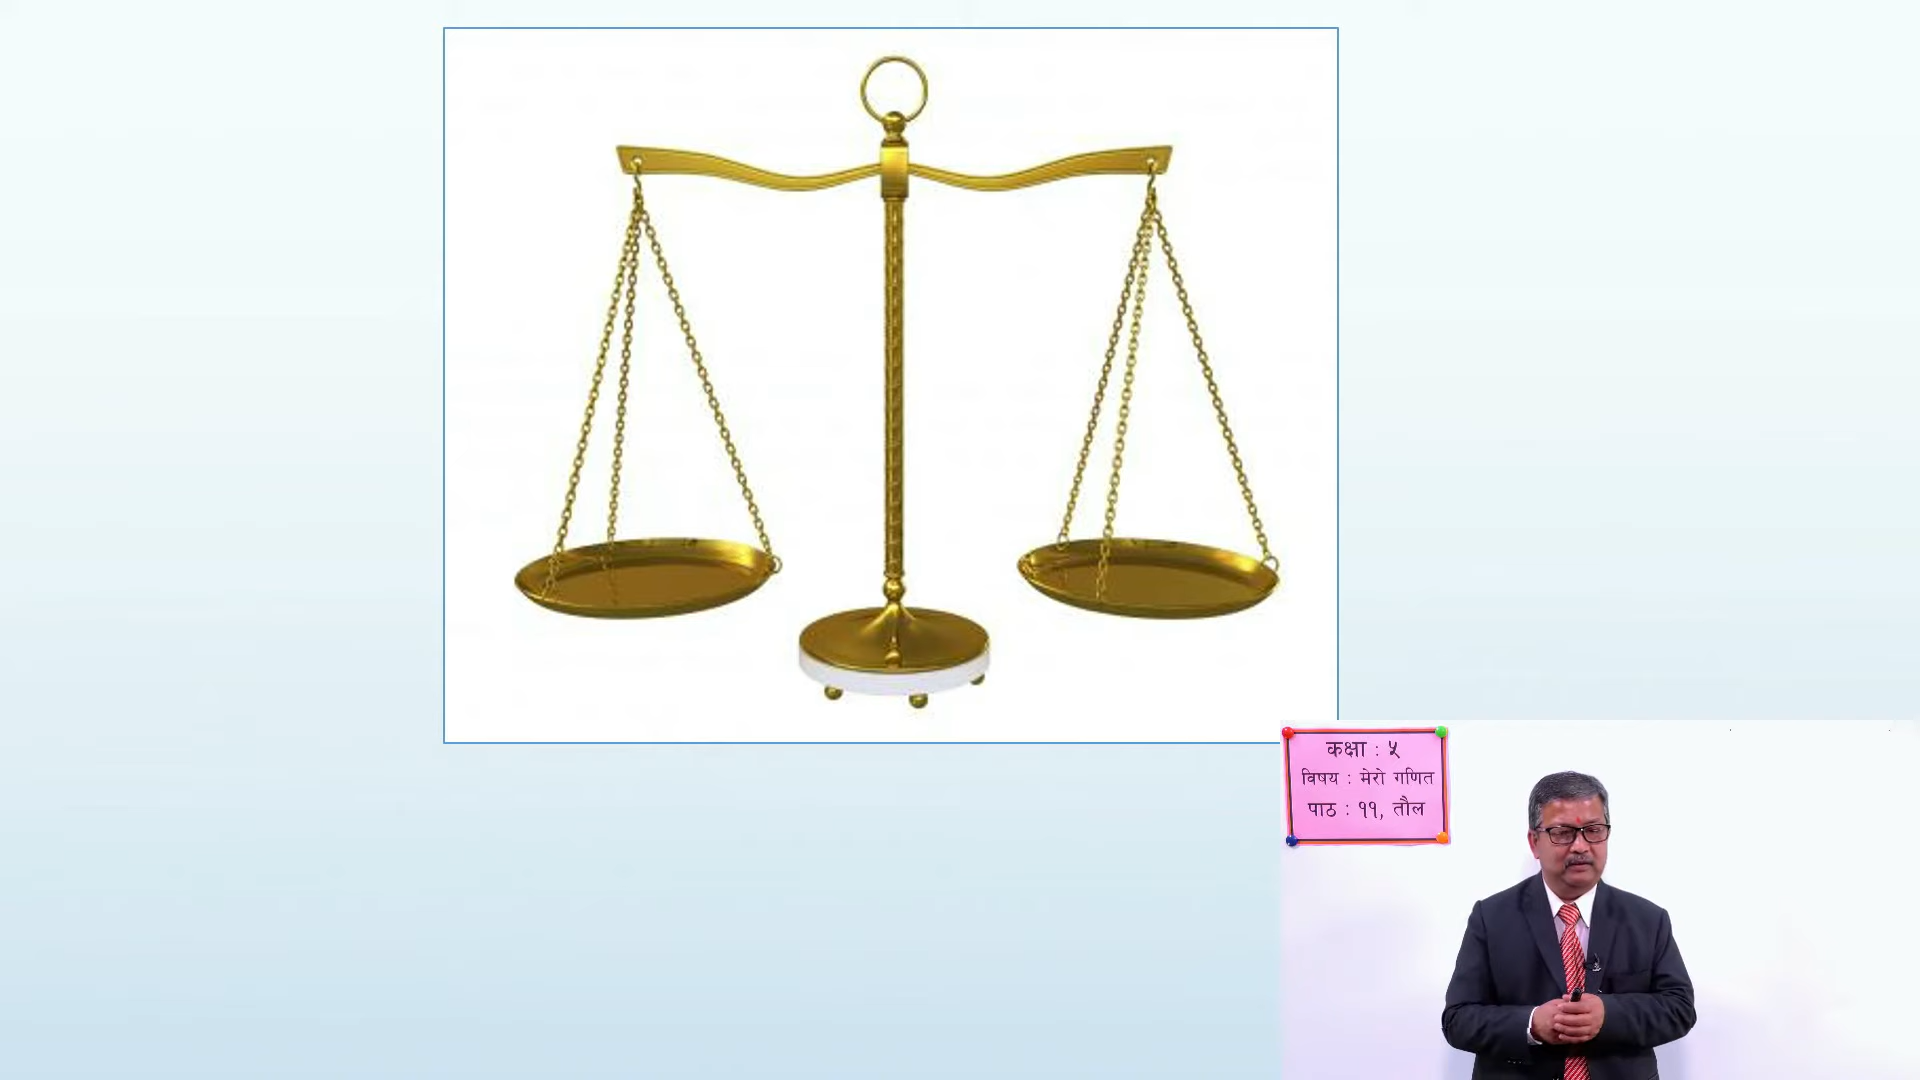 कक्षा : ५
विषय : मेरो गणित
पाठ : ११, तौल